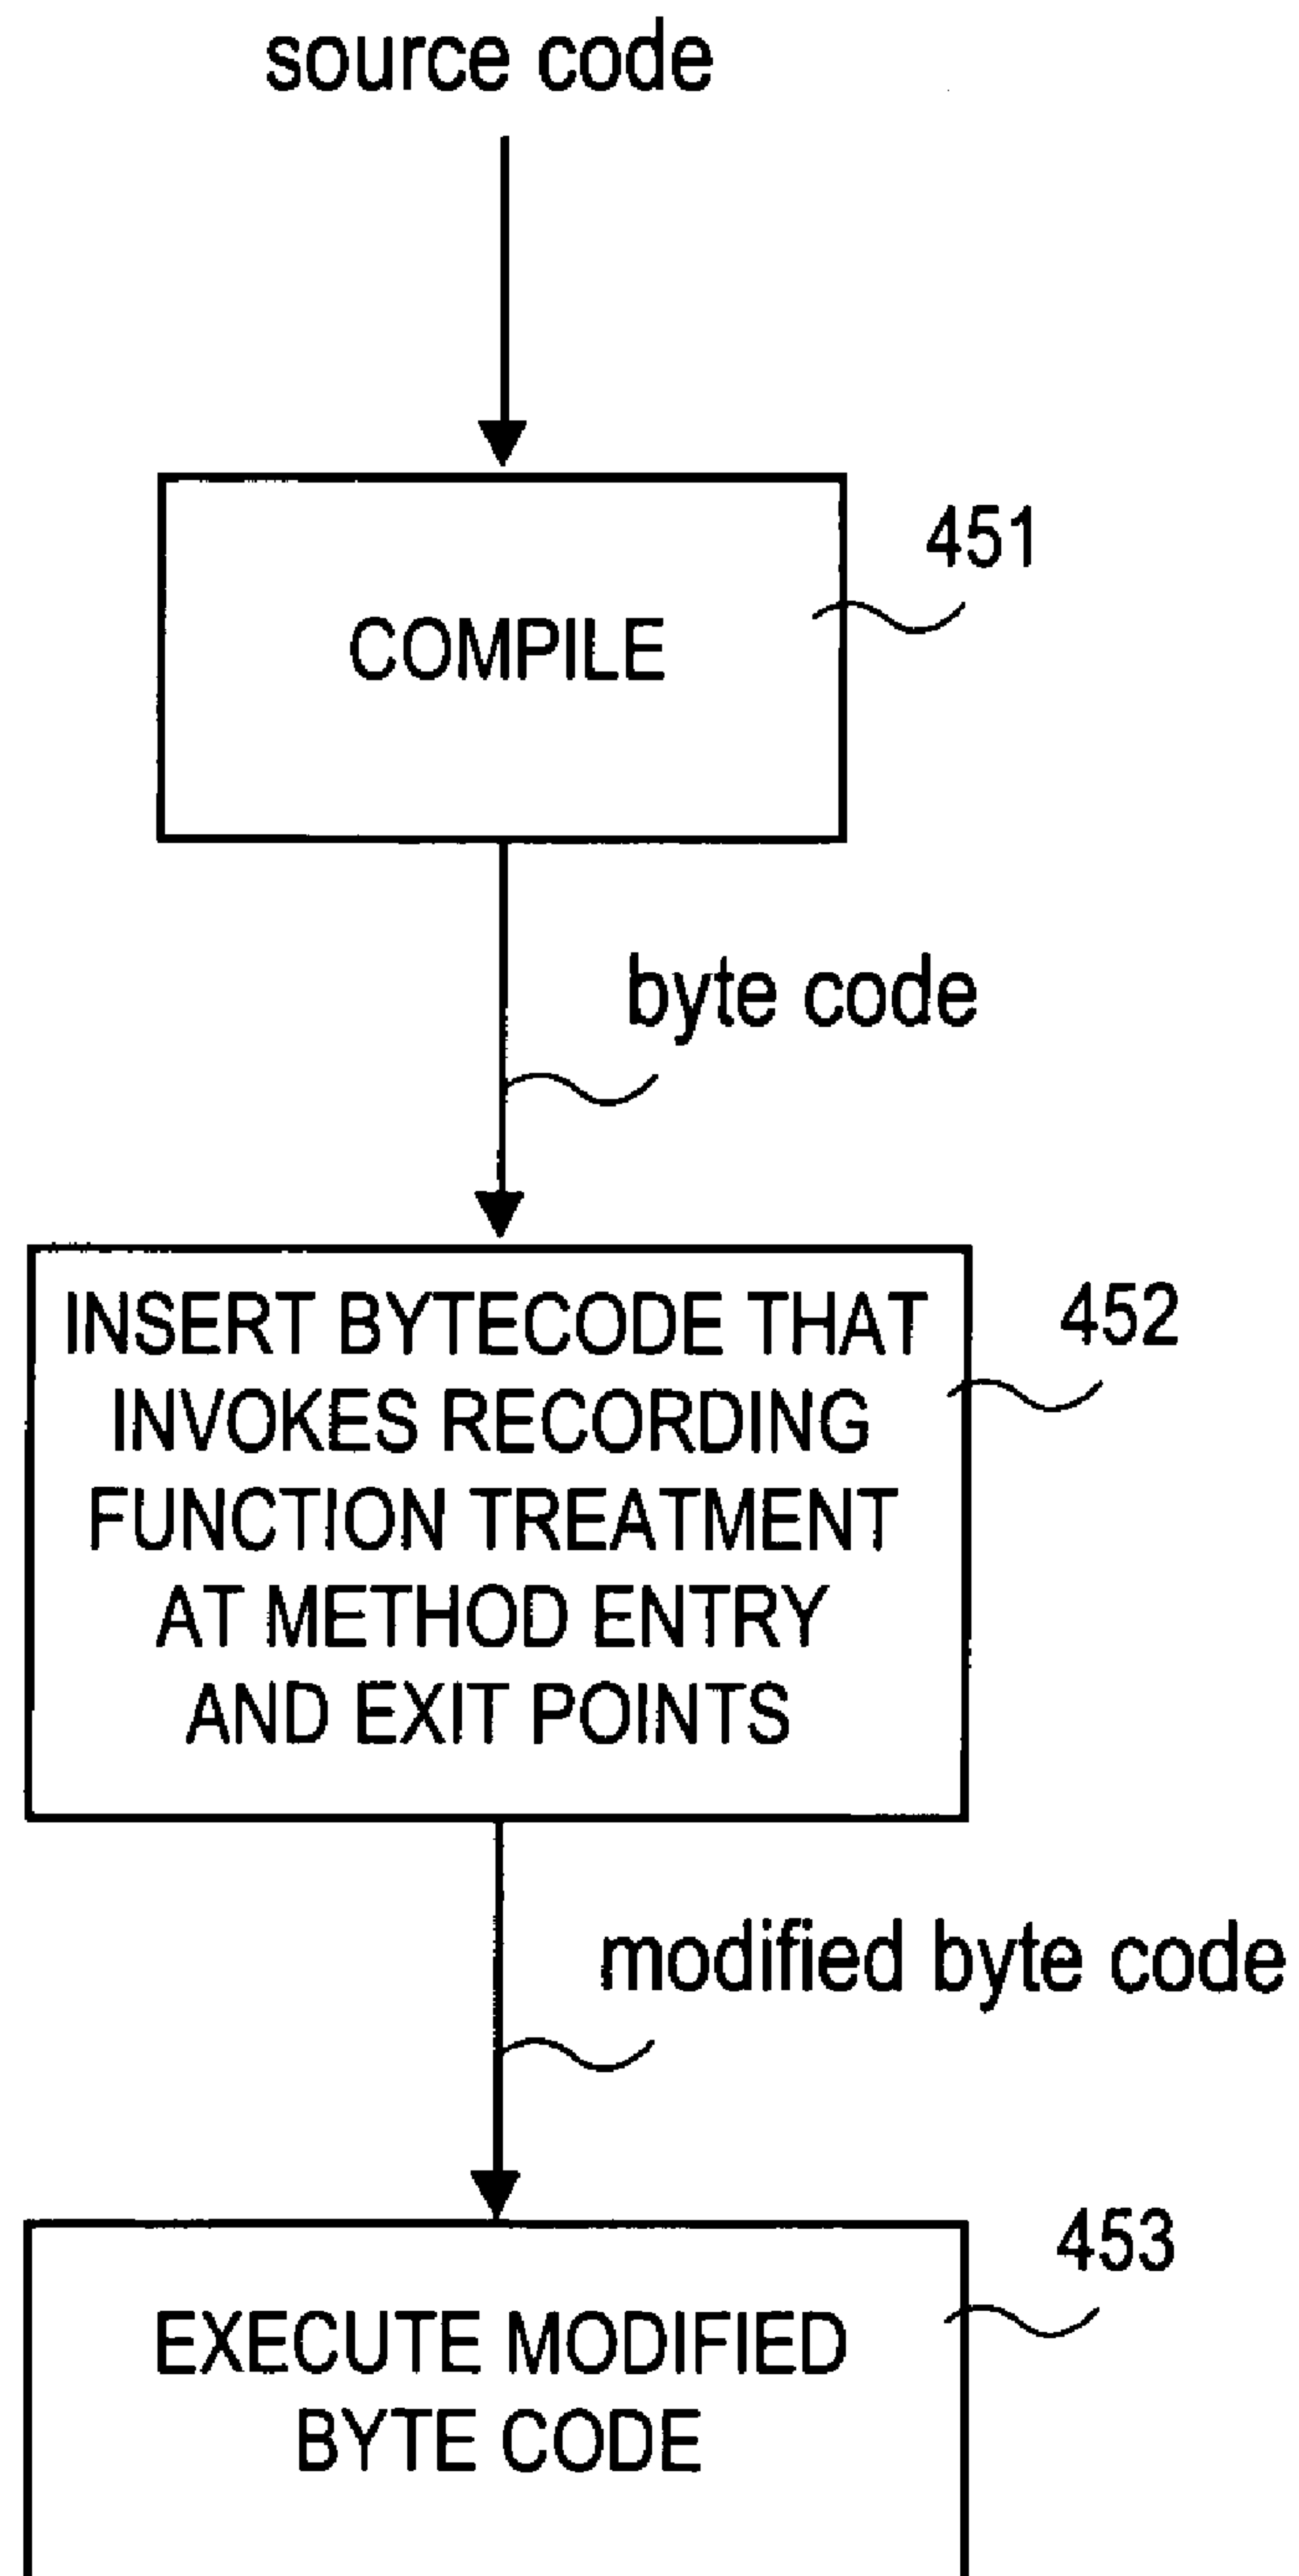 source code
451
COMPILE
byte code
452
INSERT BYTECODE THAT
INVOKES RECORDING
FUNCTION TREATMENT
AT METHOD ENTRY
AND EXIT POINTS
modified byte code
453
EXECUTE MODIFIED
BYTE CODE